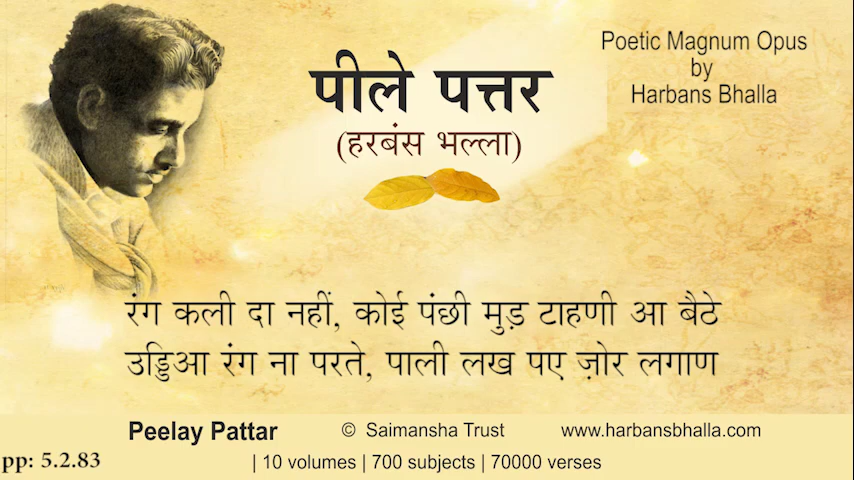 पीले पत्तर
(हरबंस भल्ला)
Poetic Magnum Opus
by
Harbans Bhalla
रंग कली दा नहीं, कोई पंछी मुड़ टाहणी आ बैठे
उड्डिआ रंग ना परते, पाली लख पए ज़ोर लगाण
Peelay Pattar © Saimansha Trust www.harbansbhalla.com
pp: 5.2.83 | 10 volumes | 700 subjects | 70000 verses